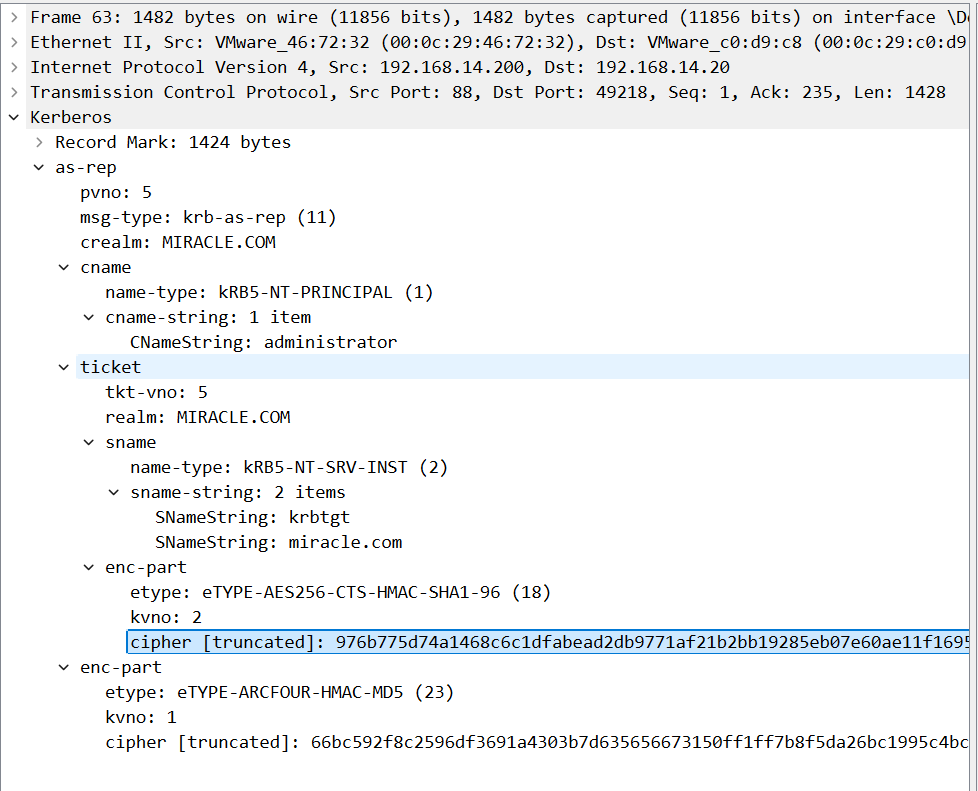 Frame 63: 1482 bytes on wire (11856 bits), 1482 bytes captured (11856 bits) on interface \D
Ethernet II, Src: VMware_46:72:32 (00:0c:29:46:72:32), Dst: VMware_c0:d9:c8 (00:0c:29:c0:d9
Internet Protocol Version 4, Src: 192.168.14.200, Dst: 192.168.14.20
Transmission Control Protocol, Src Port: 88, Dst Port: 49218, Seq: 1, Ack: 235, Len: 1428
Kerberos
Record Mark: 1424 bytes
as-rep
pvno: 5
msg-type: krb-as-rep (11)
crealm: MIRACLE.COM
cname
name-type: kRB5-NT-PRINCIPAL (1)
cname-string: 1 item
CNameString: administrator
ticket
tkt-vno: 5
realm: MIRACLE.COM
sname
name-type: kRB5-NT-SRV-INST (2)
sname-string: 2 items
SNameString: krbtgt
SNameString: miracle.com
enc-part
etype: eTYPE-AES256-CTS-HMAC-SHA1-96 (18)
kvno: 2
cipher [truncated]: 976b775d74a1468c6c1dfabead2db9771af21b2bb19285eb07e60ae11f1695
enc-part
etype: eTYPE-ARCFOUR-HMAC-MD5 (23)
kvno: 1
cipher [truncated]: 66bc592f8c2596df3691a4303b7d635656673150ff1ff7b8f5da26bc1995c4bc